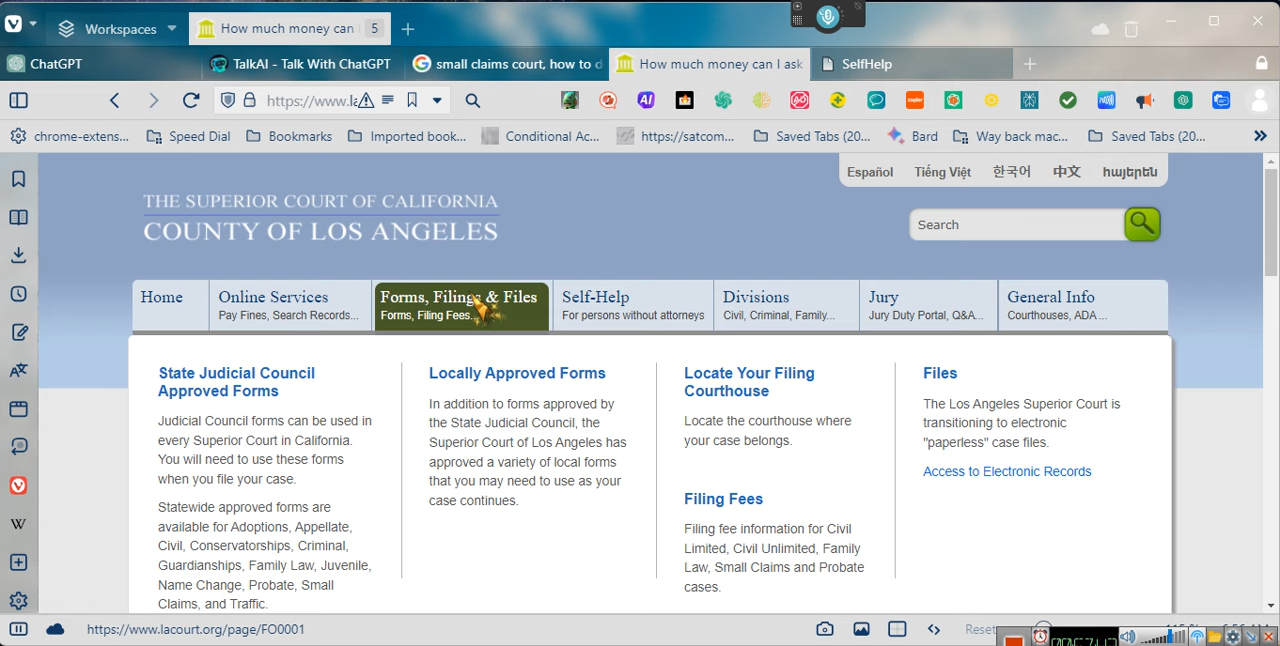 Workspaces
How much money can
5
ChatGPT
TalkAI - Talk With ChatGPT
small claims court, how to d
How much money can I ask
SelfHelp
https://www.la
chrome-extens...
Speed Dial
Bookmarks
Imported book...
Conditional Ac...
https://satcom...
Saved Tabs (20...
Bard
Way back mac...
Saved Tabs (20...
Español
Tiếng Việt
한국어
中文
հայերեն
THE SUPERIOR COURT OF CALIFORNIA
COUNTY OF LOS ANGELES
Search
Home
Online Services
Pay Fines, Search Records...
Forms, Filings & Files
Forms, Filing Fees...
Self-Help
For persons without attorneys
Divisions
Civil, Criminal, Family...
Jury
Jury Duty Portal, Q&A...
General Info
Courthouses, ADA ...
State Judicial Council
Approved Forms
Judicial Council forms can be used in
every Superior Court in California.
You will need to use these forms
when you file your case.
Statewide approved forms are
available for Adoptions, Appellate,
Civil, Conservatorships, Criminal,
Guardianships, Family Law, Juvenile,
Name Change, Probate, Small
Claims, and Traffic.
Locally Approved Forms
In addition to forms approved by
the State Judicial Council, the
Superior Court of Los Angeles has
approved a variety of local forms
that you may need to use as your
case continues.
Locate Your Filing
Courthouse
Locate the courthouse where
your case belongs.
Filing Fees
Filing fee information for Civil
Limited, Civil Unlimited, Family
Law, Small Claims and Probate
cases.
Files
The Los Angeles Superior Court is
transitioning to electronic
"paperless" case files.
Access to Electronic Records
https://www.lacourt.org/page/FO0001
Reset